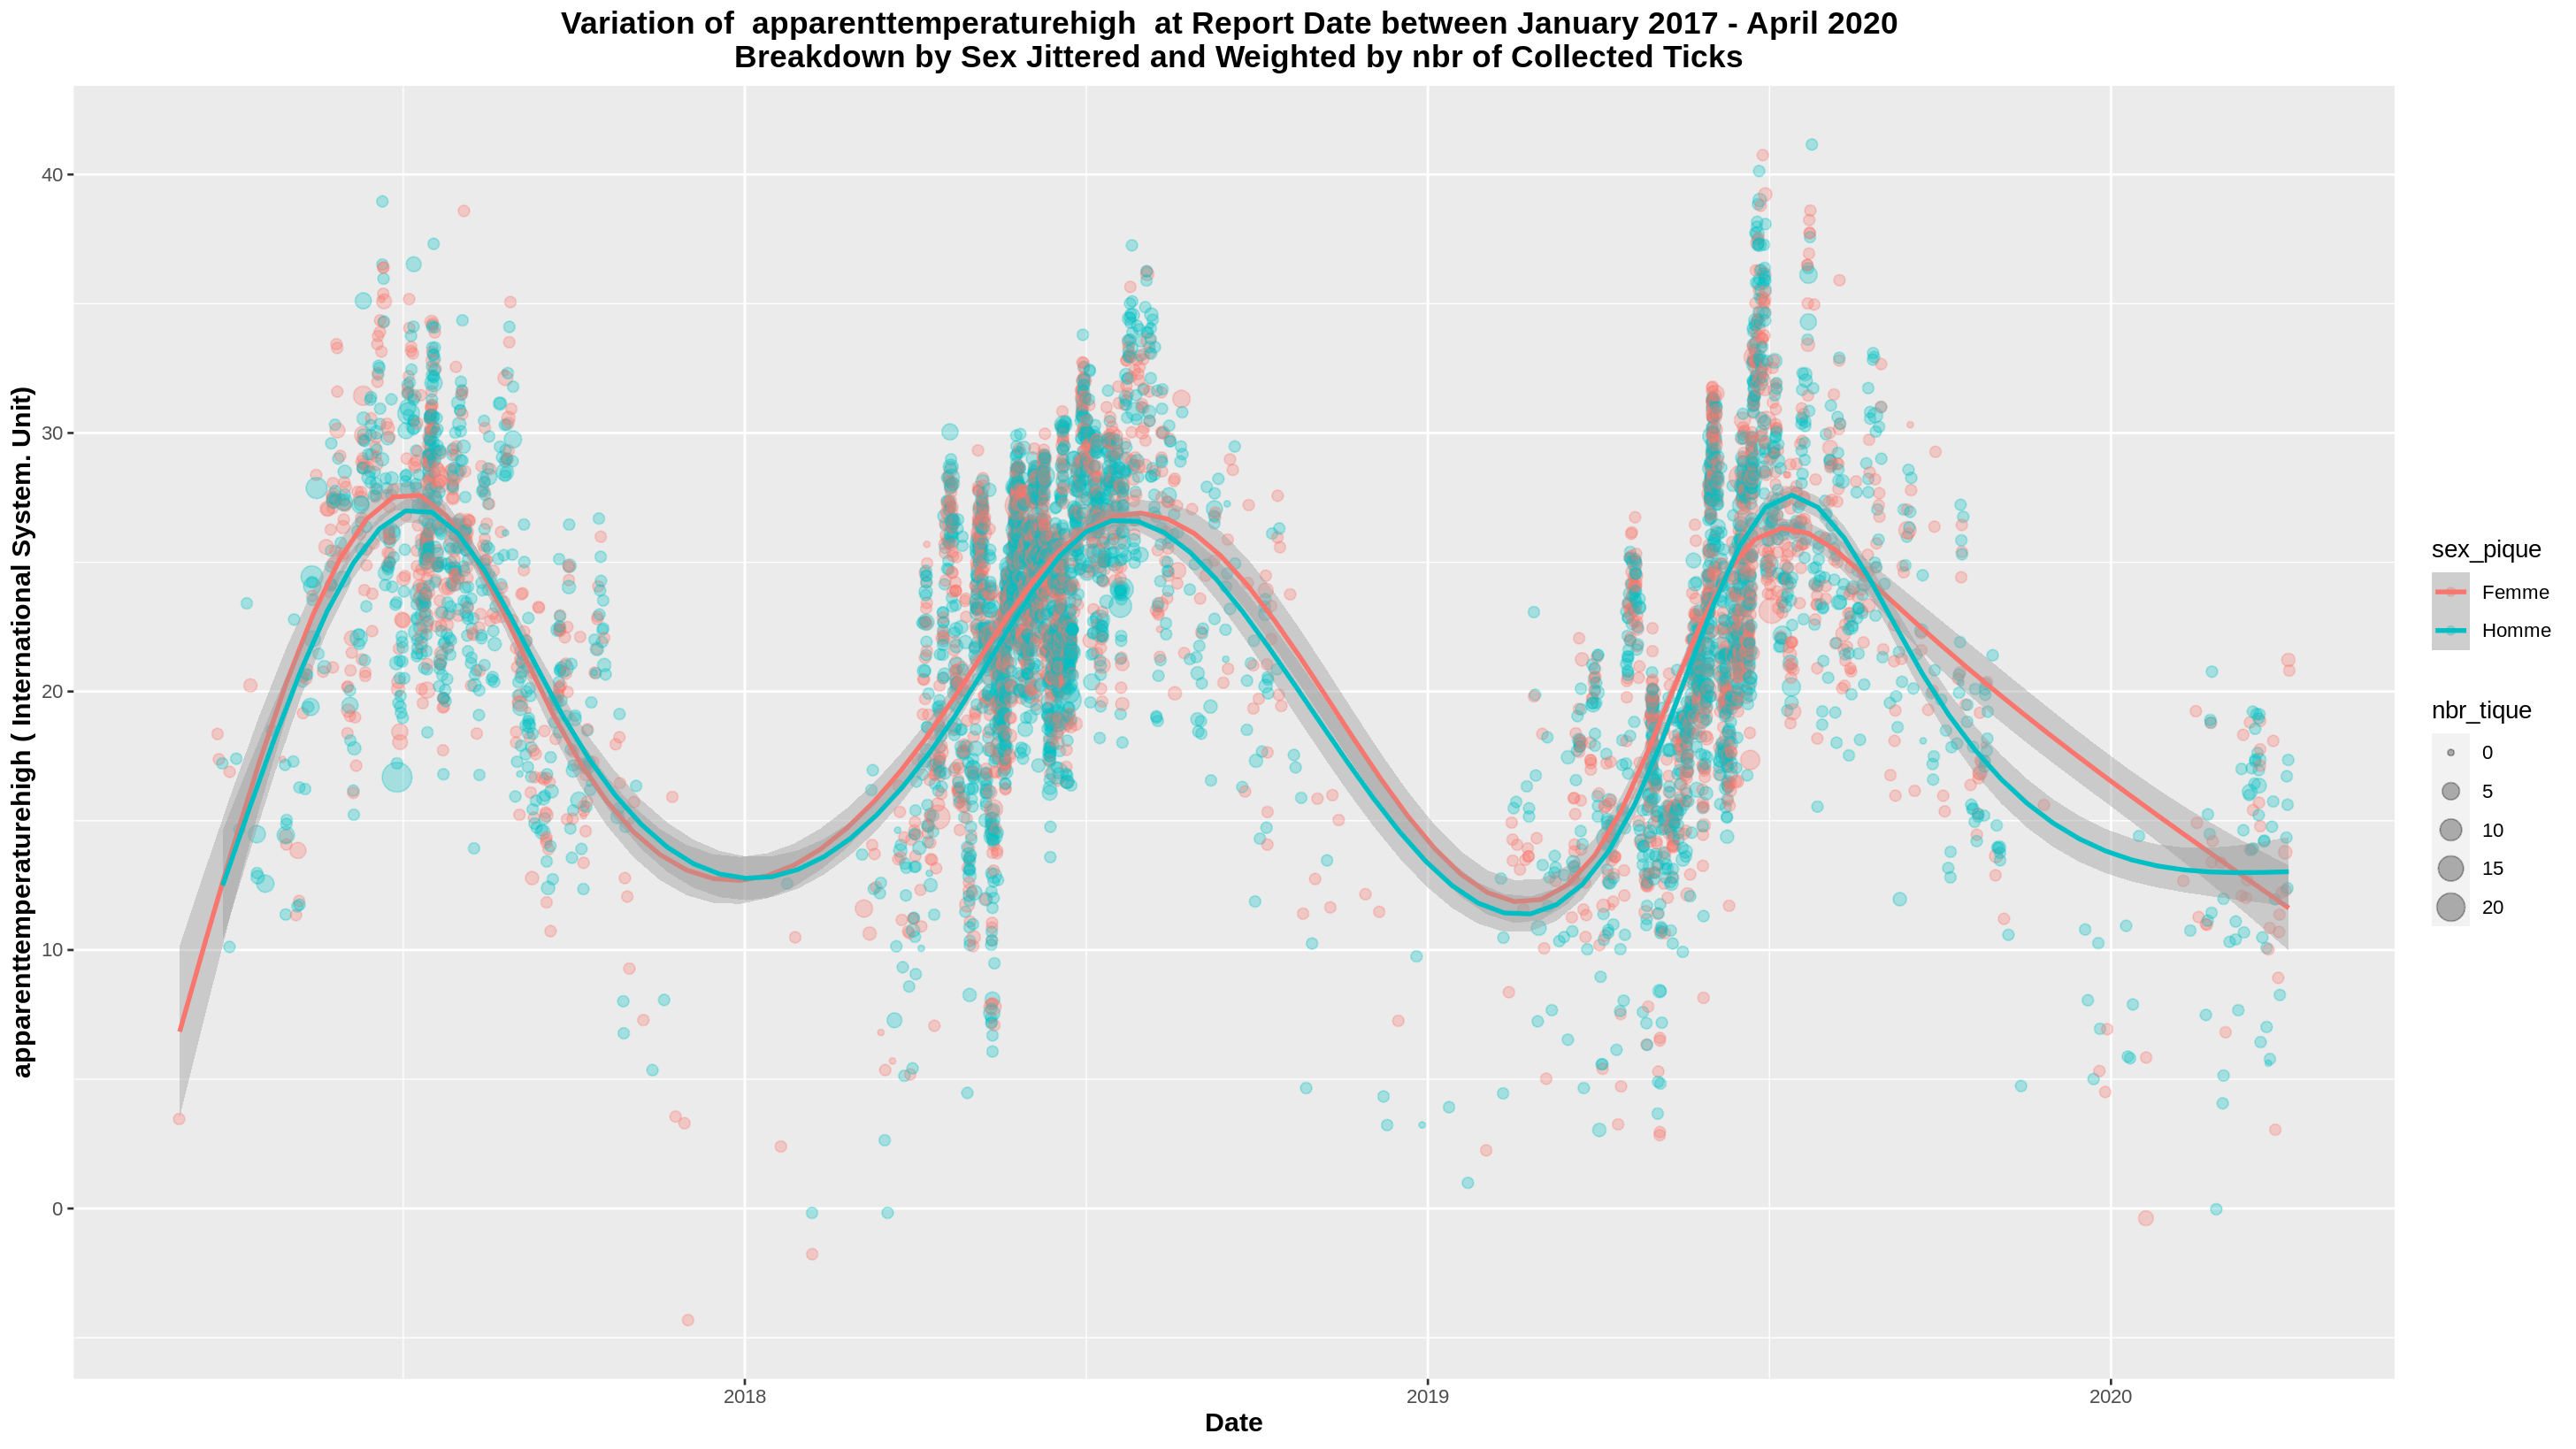 Variation of  apparenttemperaturehigh  at Report Date between January 2017 - April 2020
Breakdown by Sex Jittered and Weighted by nbr of Collected Ticks
apparenttemperaturehigh ( International System. Unit)
40
30
20
10
0
2018
2019
2020
Date
sex_pique
Femme
Homme
nbr_tique
0
5
10
15
20